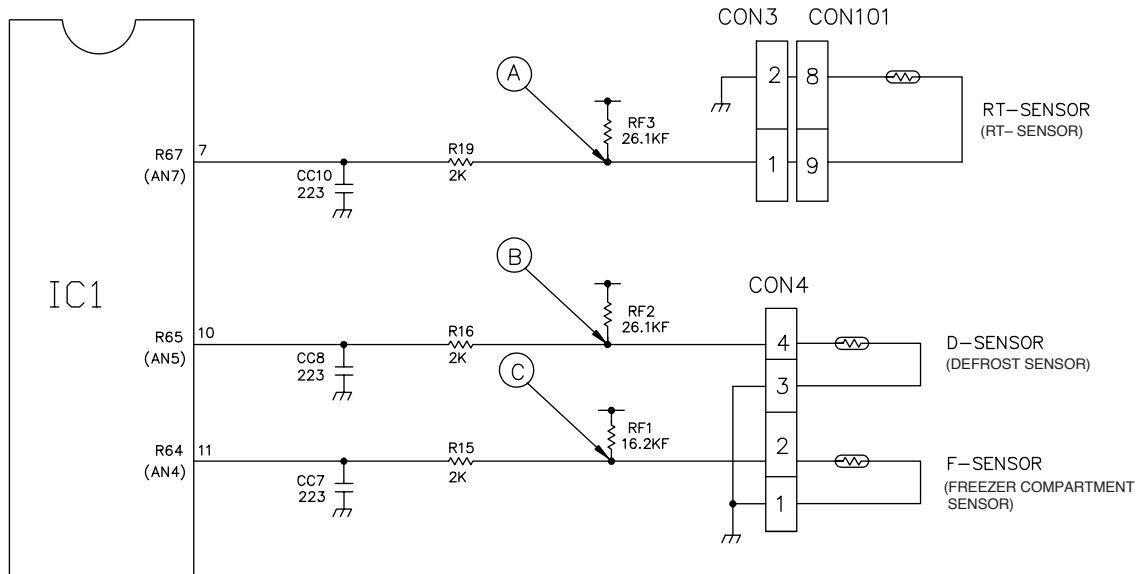 CON3 CON101
A
2 8
RF3
26.1KF
RT-SENSOR
(RT- SENSOR)
R67 7
(AN7)
R19
2K
1 9
CC10
223
B
CON4
IC1
RF2
26.1KF
R65 10
(AN5)
R16
2K
4
D-SENSOR
(DEFROST SENSOR)
CC8
223
3
C
RF1
16.2KF
R64 11
(AN4)
R15
2K
2
F-SENSOR
(FREEZER COMPARTMENT
SENSOR)
CC7
223
1